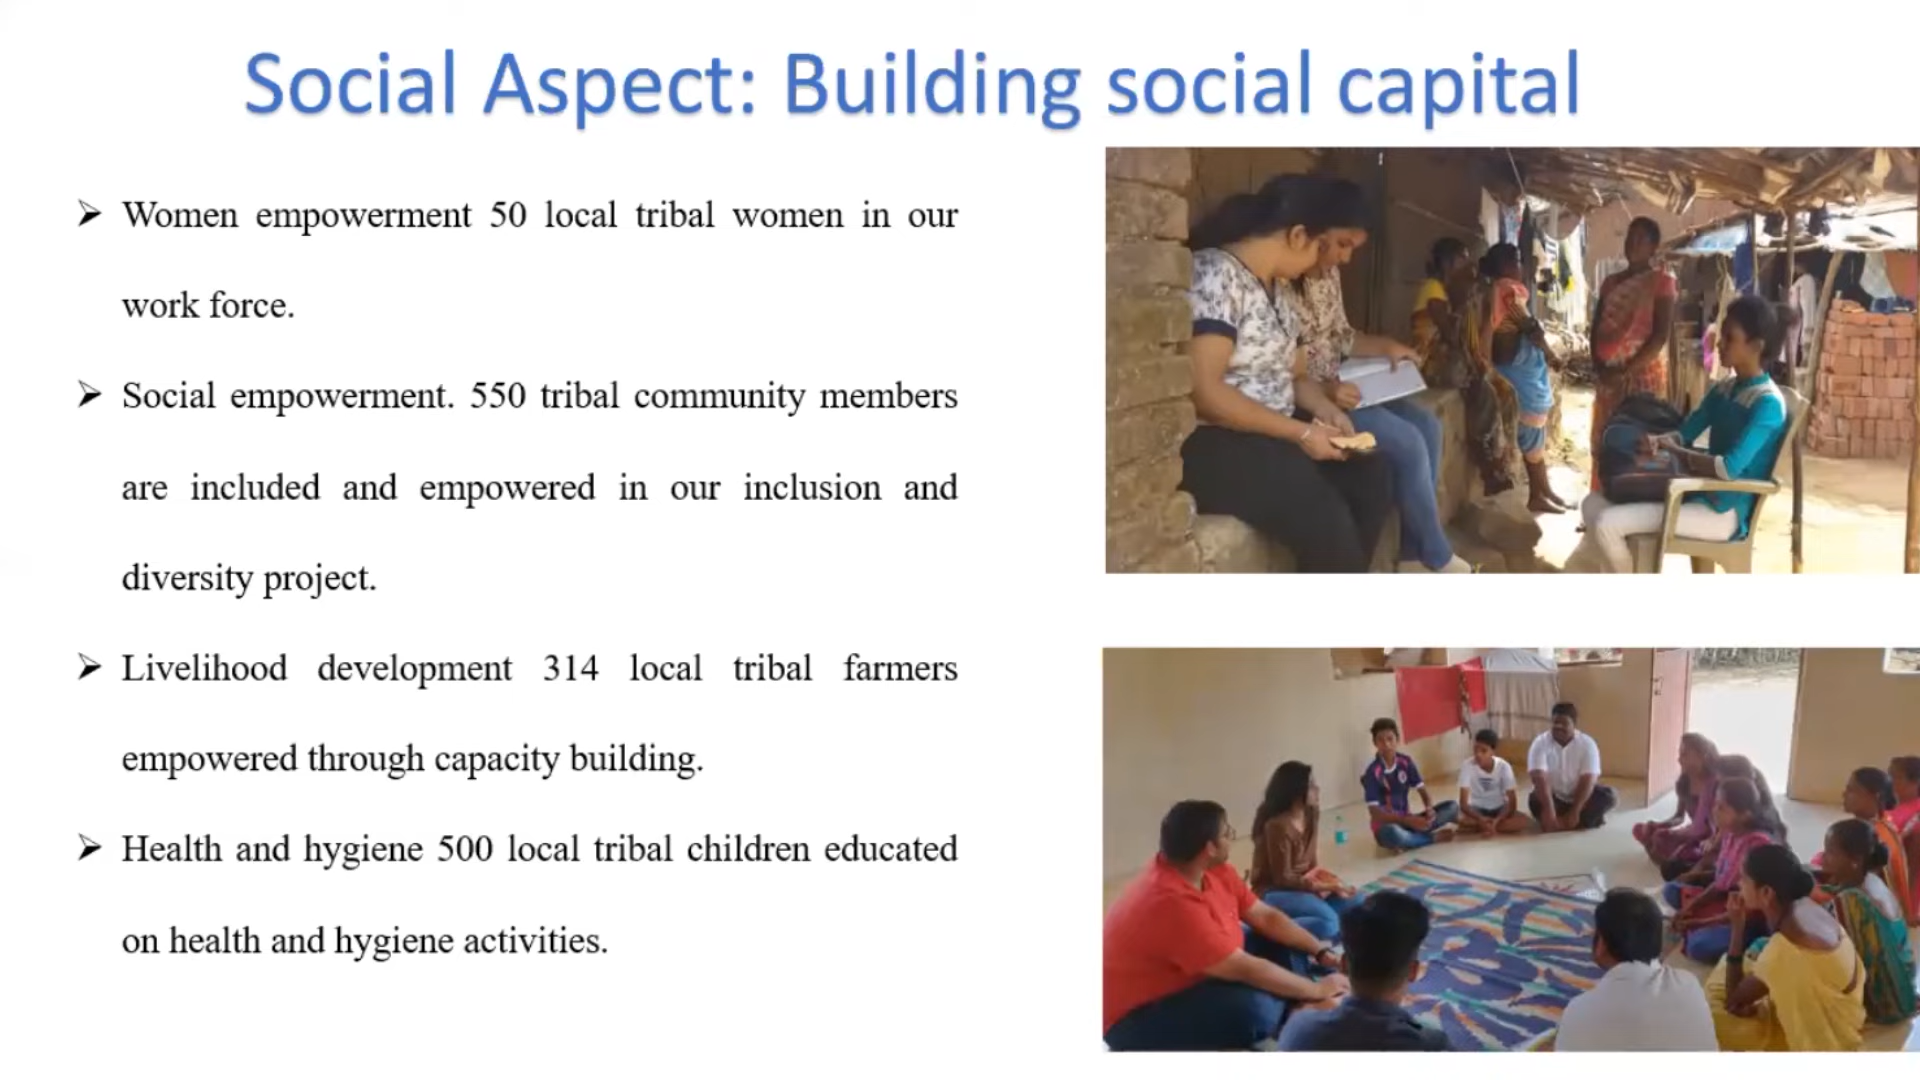 Social Aspect: Building social capital
➢ Women empowerment 50 local tribal women in our
work force.
➢ Social empowerment. 550 tribal community members
are included and empowered in our inclusion and
diversity project.
➢ Livelihood development 314 local tribal farmers
empowered through capacity building.
➢ Health and hygiene 500 local tribal children educated
on health and hygiene activities.